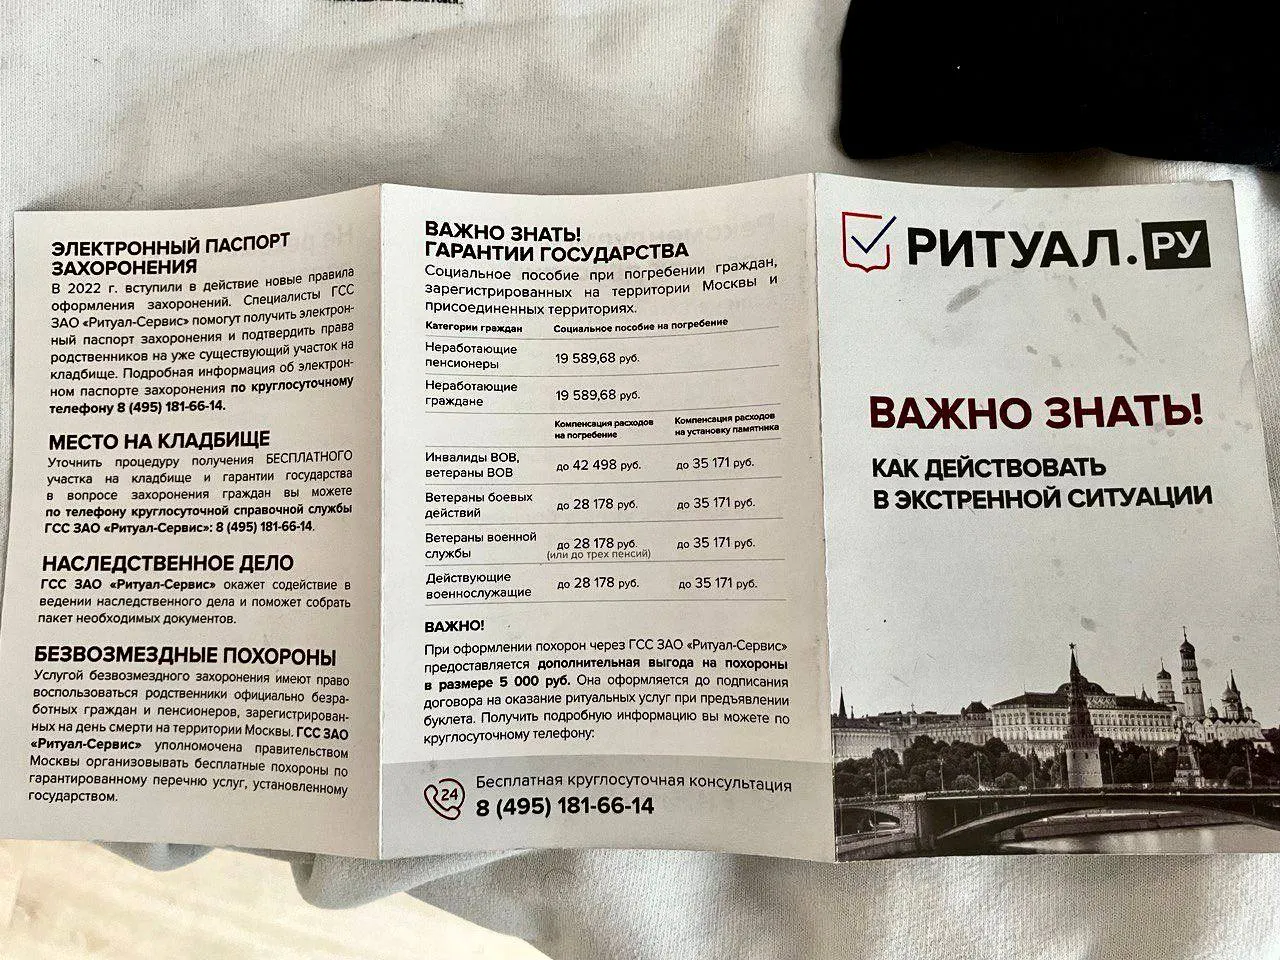 ЭЛЕКТРОННЫЙ ПАСПОРТ
ЗАХОРОНЕНИЯ
В 2022 г. вступили в действие новые правила
оформления захоронений. Специалисты ГСС
ЗАО «Ритуал-Сервис» помогут получить электрон-
ный паспорт захоронения и подтвердить права
родственников на уже существующий участок на
кладбище. Подробная информация об электрон-
ном паспорте захоронения по круглосуточному
телефону 8 (495) 181-66-14.
МЕСТО НА КЛАДБИЩЕ
Уточнить процедуру получения БЕСПЛАТНОГО
участка на кладбище и гарантии государства
в вопросе захоронения граждан вы можете
по телефону круглосуточной справочной службы
ГСС ЗАО «Ритуал-Сервис»: 8 (495) 181-66-14.
НАСЛЕДСТВЕННОЕ ДЕЛО
ГСС ЗАО «Ритуал-Сервис» окажет содействие в
ведении наследственного дела и поможет собрать
пакет необходимых документов.
БЕЗВОЗМЕЗДНЫЕ ПОХОРОНЫ
Услугой безвозмездного захоронения имеют право
воспользоваться родственники официально безра-
ботных граждан и пенсионеров, зарегистрирован-
ных на день смерти на территории Москвы. ГСС ЗАО
«Ритуал-Сервис» уполномочена правительством
Москвы организовывать бесплатные похороны по
гарантированному перечню услуг, установленному
государством.
ВАЖНО ЗНАТЬ!
ГАРАНТИИ ГОСУДАРСТВА
Социальное пособие при погребении граждан,
зарегистрированных на территории Москвы и
присоединенных территориях.
Категории граждан Социальное пособие на погребение
Неработающие
пенсионеры 19 589,68 руб.
Неработающие
граждане 19 589,68 руб.
Компенсация расходов
на погребение
Компенсация расходов
на установку памятника
Инвалиды ВОВ,
ветераны ВОВ до 42 498 руб. до 35 171 руб.
Ветераны боевых
действий до 28 178 руб. до 35 171 руб.
Ветераны военной
службы до 28 178 руб. до 35 171 руб.
(или до трех пенсий)
Действующие
военнослужащие до 28 178 руб. до 35 171 руб.
ВАЖНО!
При оформлении похорон через ГСС ЗАО «Ритуал-Сервис»
предоставляется дополнительная выгода на похороны
в размере 5 000 руб. Она оформляется до подписания
договора на оказание ритуальных услуг при предъявлении
буклета. Получить подробную информацию вы можете по
круглосуточному телефону:
24
Бесплатная круглосуточная консультация
8 (495) 181-66-14
РИТУАЛ.РУ
ВАЖНО ЗНАТЬ!
КАК ДЕЙСТВОВАТЬ
В ЭКСТРЕННОЙ СИТУАЦИИ